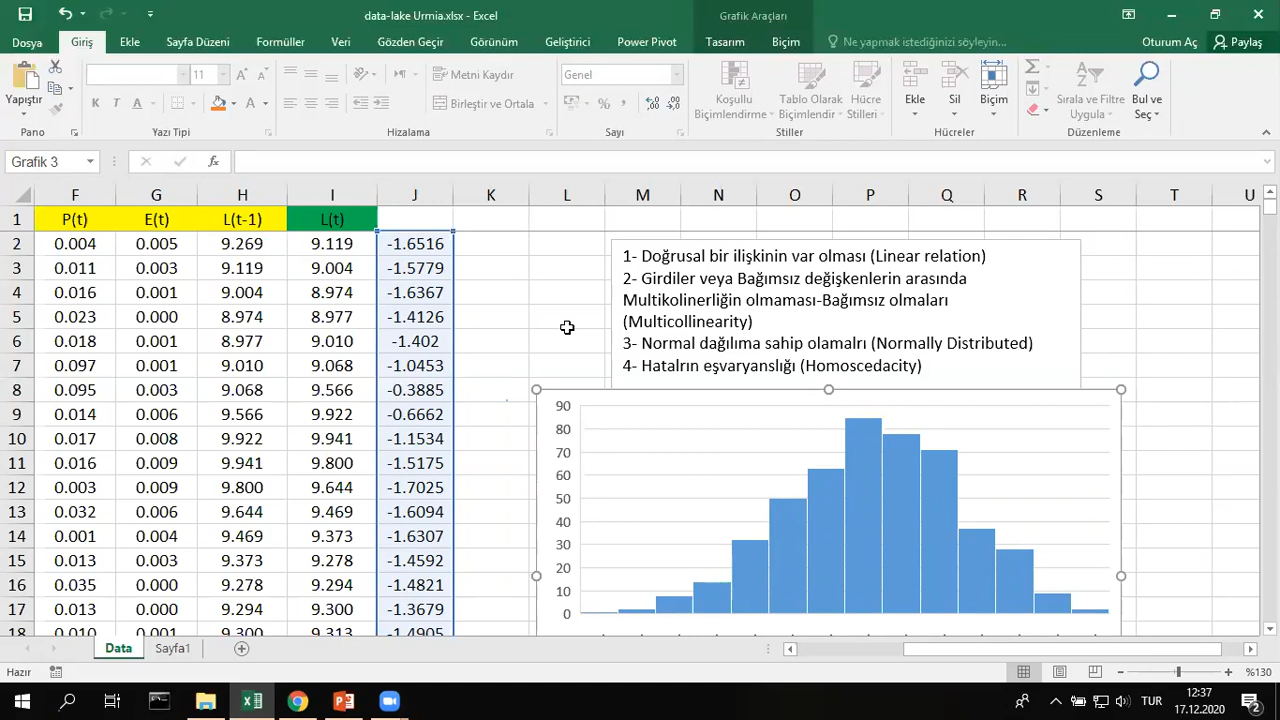 data-lake Urmia.xlsx - Excel
Grafik Araçları
Dosya Giriş Ekle Sayfa Düzeni Formüller Veri Gözden Geçir Görünüm Geliştirici Power Pivot Tasarım Biçim Ne yapmak istediğinizi söyleyin... Oturum Aç Paylaş
11 Metni Kaydır Genel
Yapıştır Birleştir ve Ortala Koşullu Biçimlendirme Tablo Olarak Biçimlendir Hücre Stilleri Ekle Sil Biçim Sırala ve Filtre Uygula Bul ve Seç
Pano Yazı Tipi Hizalama Sayı Stiller Hücreler Düzenleme
Grafik 3 fx
F G H I J K L M N O P Q R S T U
1 P(t) E(t) L(t-1) L(t)
2 0.004 0.005 9.269 9.119 -1.6516
3 0.011 0.003 9.119 9.004 -1.5779
4 0.016 0.001 9.004 8.974 -1.6367
5 0.023 0.000 8.974 8.977 -1.4126
6 0.018 0.001 8.977 9.010 -1.402
7 0.097 0.001 9.010 9.068 -1.0453
8 0.095 0.003 9.068 9.566 -0.3885
9 0.014 0.006 9.566 9.922 -0.6662
10 0.017 0.008 9.922 9.941 -1.1534
11 0.016 0.009 9.941 9.800 -1.5175
12 0.003 0.009 9.800 9.644 -1.7025
13 0.032 0.006 9.644 9.469 -1.6094
14 0.001 0.004 9.469 9.373 -1.6307
15 0.013 0.003 9.373 9.278 -1.4592
16 0.035 0.000 9.278 9.294 -1.4821
17 0.013 0.000 9.294 9.300 -1.3679
18 0.010 0.001 9.300 9.313 -1.4905
1- Doğrusal bir ilişkinin var olması (Linear relation)
2- Girdiler veya Bağımsız değişkenlerin arasında
Multikolinerliğin olmaması-Bağımsız olmaları
(Multicollinearity)
3- Normal dağılıma sahip olamalrı (Normally Distributed)
4- Hatalrın eşvaryanslığı (Homoscedacity)
90
80
70
60
50
40
30
20
10
0
Data Sayfa1
Hazır %130
TUR 12:37
17.12.2020 2